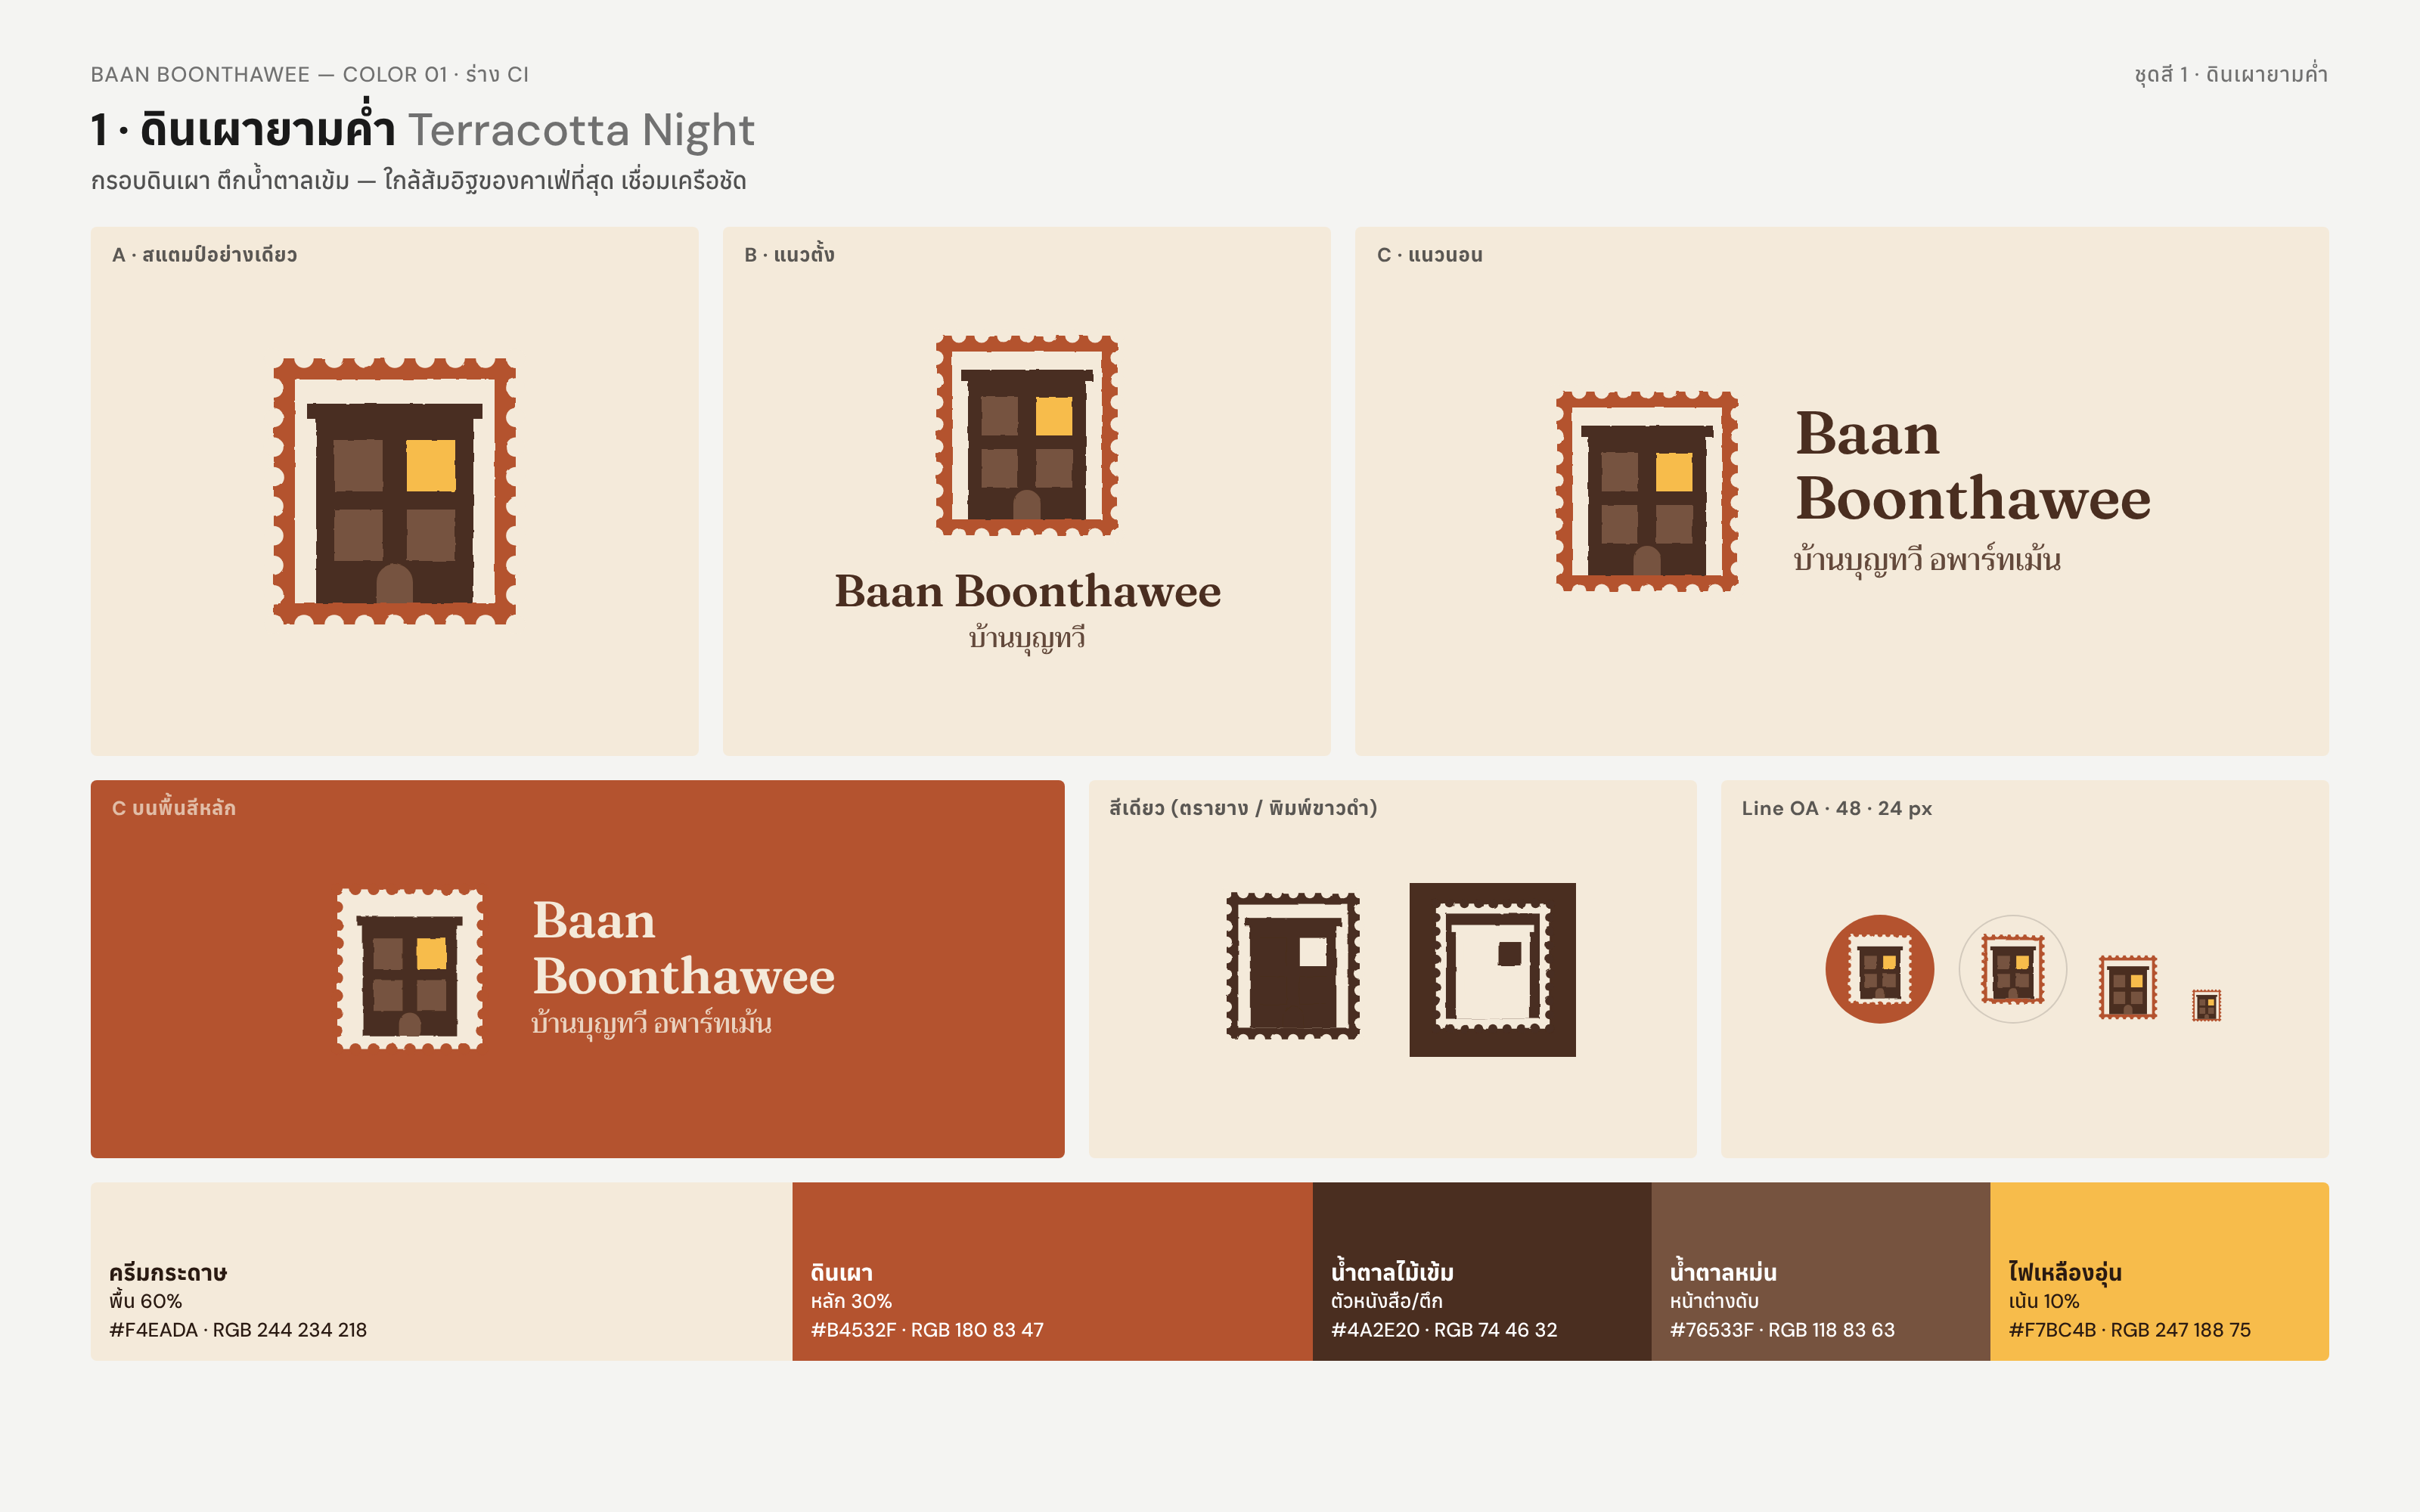 BAAN BOONTHAWEE — COLOR 01 · ร่าง CI
ชุดสี 1 · ดินเผายามค่ำ
1 · ดินเผายามค่ำ Terracotta Night
กรอบดินเผา ตึกน้ำตาลเข้ม — ใกล้ส้มอิฐของคาเฟ่ที่สุด เชื่อมเครือชัด
A · สแตมป์อย่างเดียว
B · แนวตั้ง
Baan Boonthawee
บ้านบุญทวี
C · แนวนอน
Baan
Boonthawee
บ้านบุญทวี อพาร์ทเม้น
C บนพื้นสีหลัก
Baan
Boonthawee
บ้านบุญทวี อพาร์ทเม้น
สีเดียว (ตรายาง / พิมพ์ขาวดำ)
Line OA · 48 · 24 px
ครีมกระดาษ
พื้น 60%
#F4EADA · RGB 244 234 218
ดินเผา
หลัก 30%
#B4532F · RGB 180 83 47
น้ำตาลไม้เข้ม
ตัวหนังสือ/ตึก
#4A2E20 · RGB 74 46 32
น้ำตาลหม่น
หน้าต่างดับ
#76533F · RGB 118 83 63
ไฟเหลืองอุ่น
เน้น 10%
#F7BC4B · RGB 247 188 75